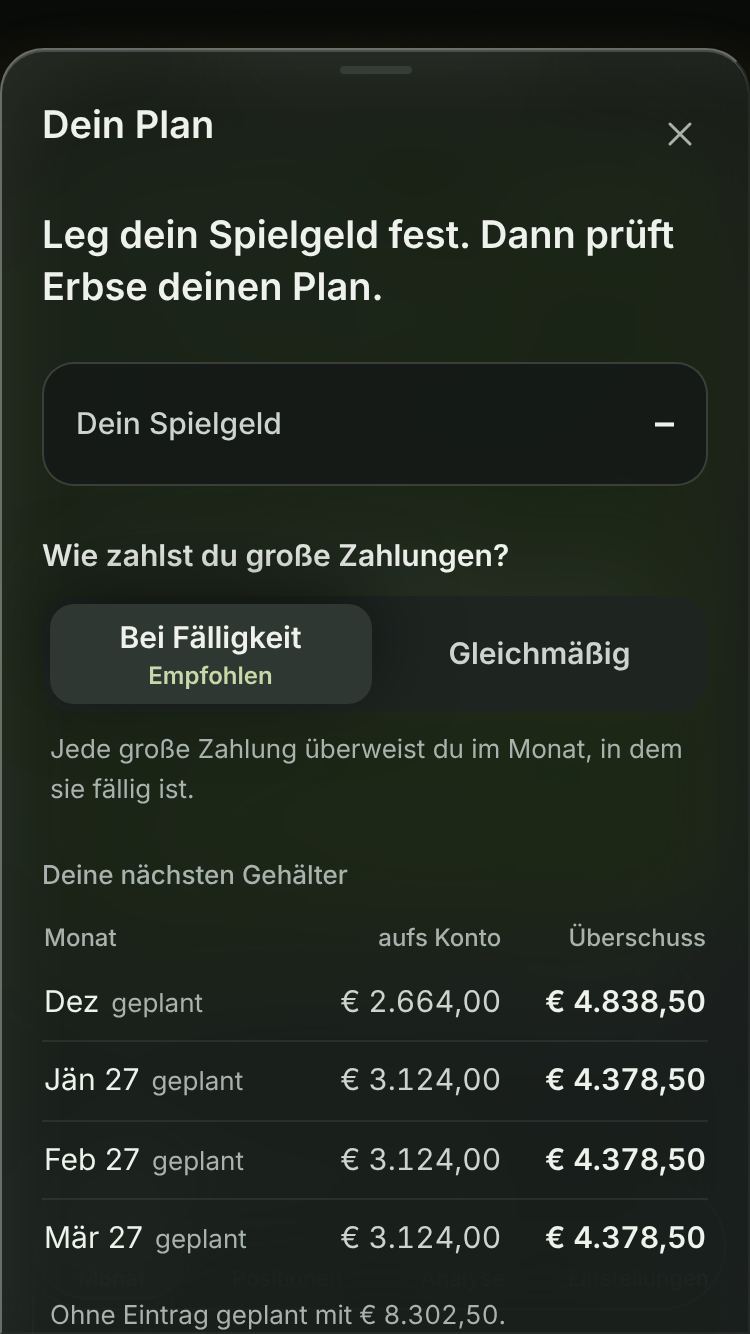 Dein Plan
Leg dein Spielgeld fest. Dann prüft
Erbse deinen Plan.
Dein Spielgeld –
Wie zahlst du große Zahlungen?
Bei Fälligkeit
Empfohlen
Gleichmäßig
Jede große Zahlung überweist du im Monat, in dem
sie fällig ist.
Deine nächsten Gehälter
Monat aufs Konto Überschuss
Dez geplant € 2.664,00 € 4.838,50
Jän 27 geplant € 3.124,00 € 4.378,50
Feb 27 geplant € 3.124,00 € 4.378,50
Mär 27 geplant € 3.124,00 € 4.378,50
Monat Positionen Analyse Einstellungen
Ohne Eintrag geplant mit € 8.302,50.